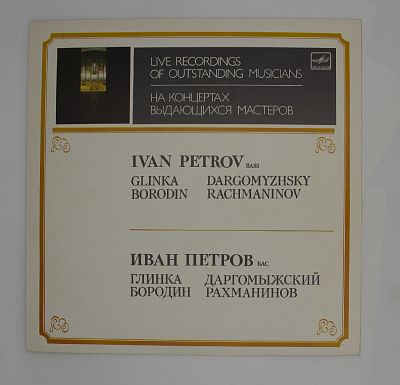 LIVE RECORDINGS
OF OUTSTANDING MUSICIANS
НА КОНЦЕРТАХ
ВЫДАЮЩИХСЯ МАСТЕРОВ
IVAN PETROV BASS
GLINKA DARGOMYZHSKY
BORODIN RACHMANINOV
ИВАН ПЕТРОВ БАС
ГЛИНКА ДАРГОМЫЖСКИЙ
БОРОДИН РАХМАНИНОВ